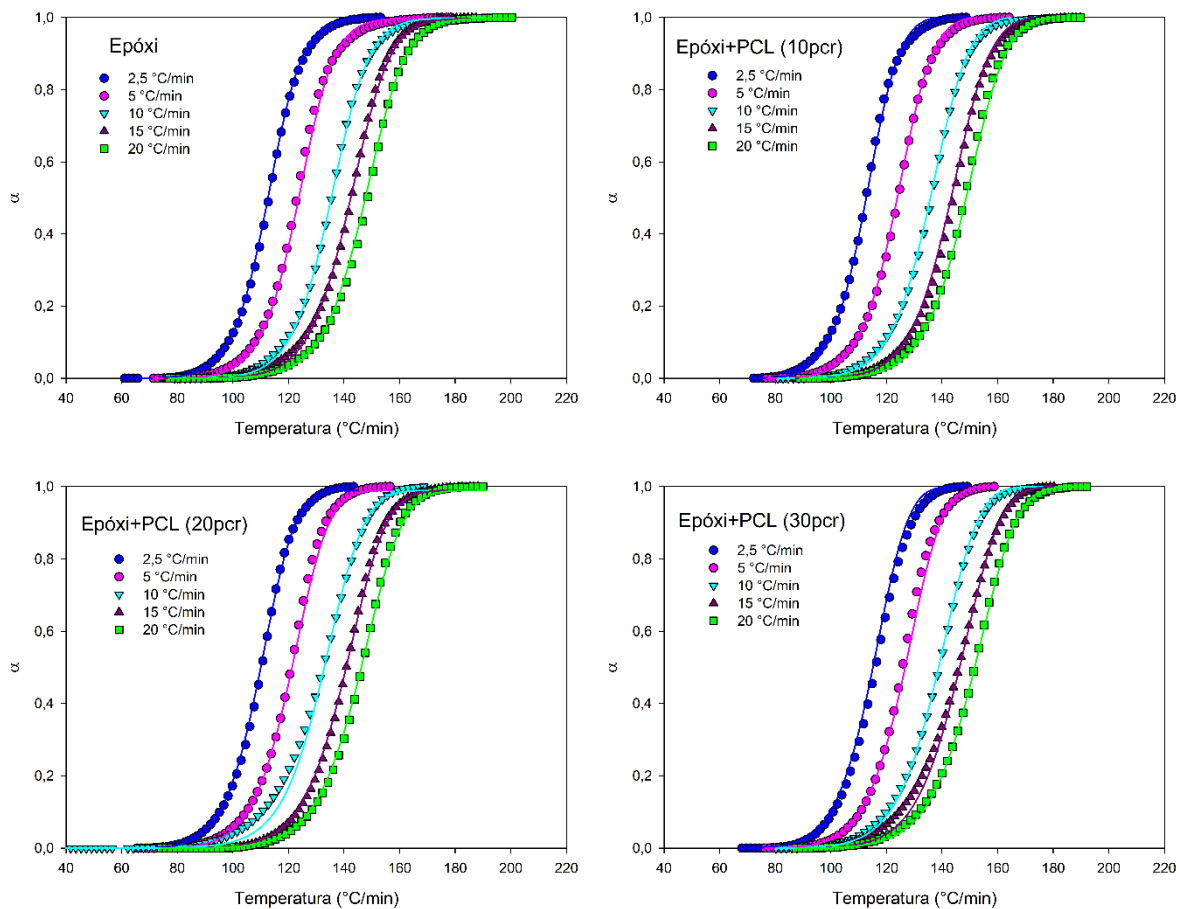 Epóxi
2,5 °C/min
5 °C/min
10 °C/min
15 °C/min
20 °C/min
α
1,0
0,8
0,6
0,4
0,2
0,0
40 60 80 100 120 140 160 180 200 220
Temperatura (°C/min)
Epóxi+PCL (10pcr)
2,5 °C/min
5 °C/min
10 °C/min
15 °C/min
20 °C/min
α
1,0
0,8
0,6
0,4
0,2
0,0
40 60 80 100 120 140 160 180 200 220
Temperatura (°C/min)
Epóxi+PCL (20pcr)
2,5 °C/min
5 °C/min
10 °C/min
15 °C/min
20 °C/min
α
1,0
0,8
0,6
0,4
0,2
0,0
40 60 80 100 120 140 160 180 200 220
Temperatura (°C/min)
Epóxi+PCL (30pcr)
2,5 °C/min
5 °C/min
10 °C/min
15 °C/min
20 °C/min
α
1,0
0,8
0,6
0,4
0,2
0,0
40 60 80 100 120 140 160 180 200 220
Temperatura (°C/min)